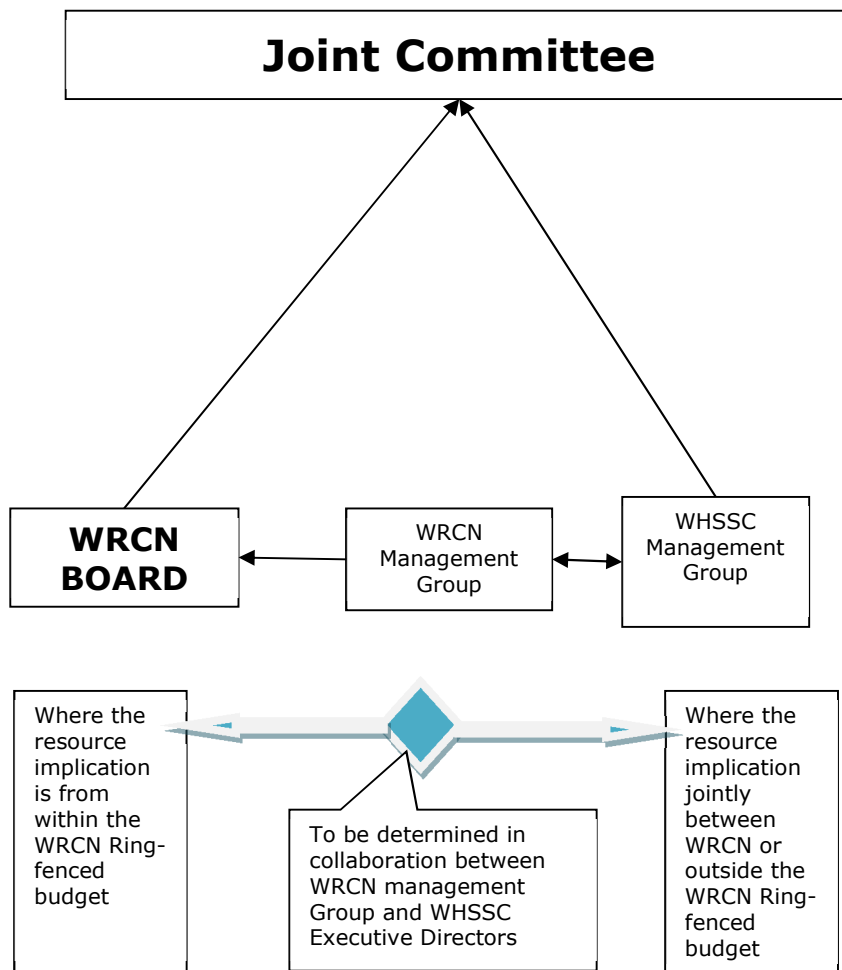 Joint Committee
WRCN
BOARD
WRCN
Management
Group
WHSSC
Management
Group
Where the
resource
implication
is from
within the
WRCN Ring-
fenced
budget
To be determined in
collaboration between
WRCN management
Group and WHSSC
Executive Directors
Where the
resource
implication
jointly
between
WRCN or
outside the
WRCN Ring-
fenced
budget